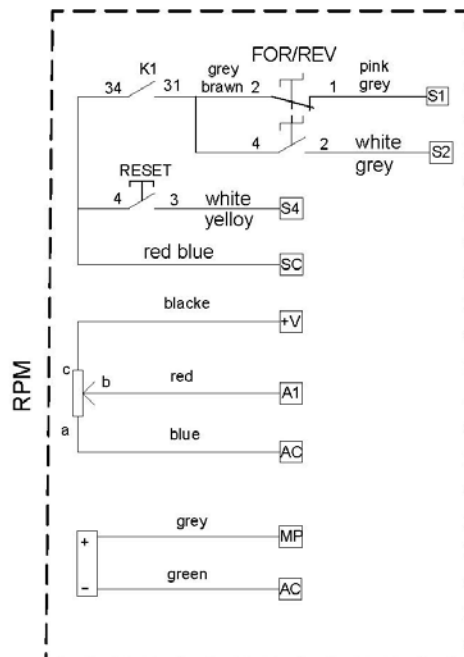 FOR/REV
K1
grey
brawn
pink
grey
34
31
2
1
S1
4
2
white
grey
S2
RESET
4
3
white
yelloy
S4
red blue
SC
blacke
+V
c
b
red
A1
RPM
a
blue
AC
+
grey
MP
-
green
AC